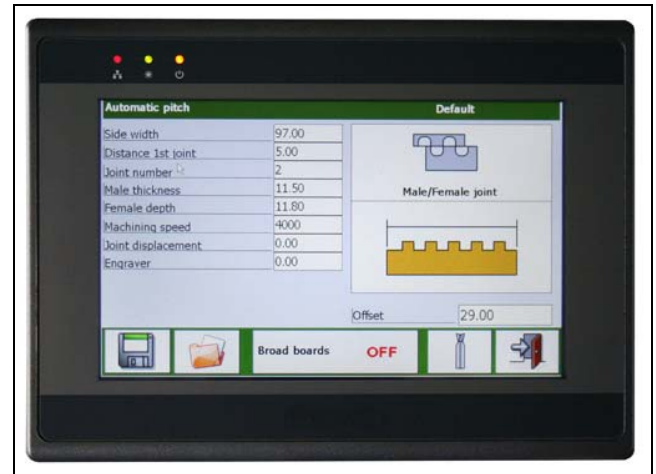 Automatic pitch Default
Side width 97.00
Distance 1st joint 5.00
Joint number 2
Male thickness 11.50
Female depth 11.80
Machining speed 4000
Joint displacement 0.00
Engraver 0.00
Male/Female joint
Offset 29.00
Broad boards OFF